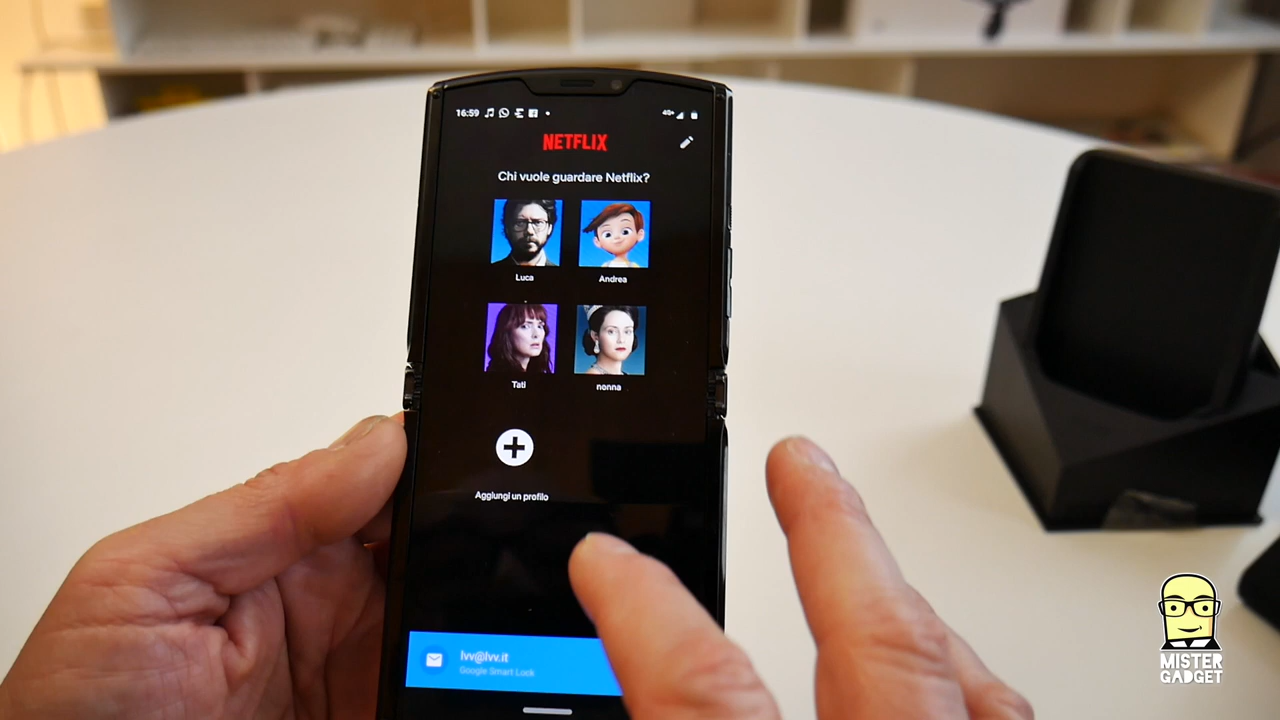 16:59
4G+
NETFLIX
Chi vuole guardare Netflix?
Luca
Andrea
Tati
nonna
Aggiungi un profilo
lvv@lvv.it
Google Smart Lock
MISTER
GADGET